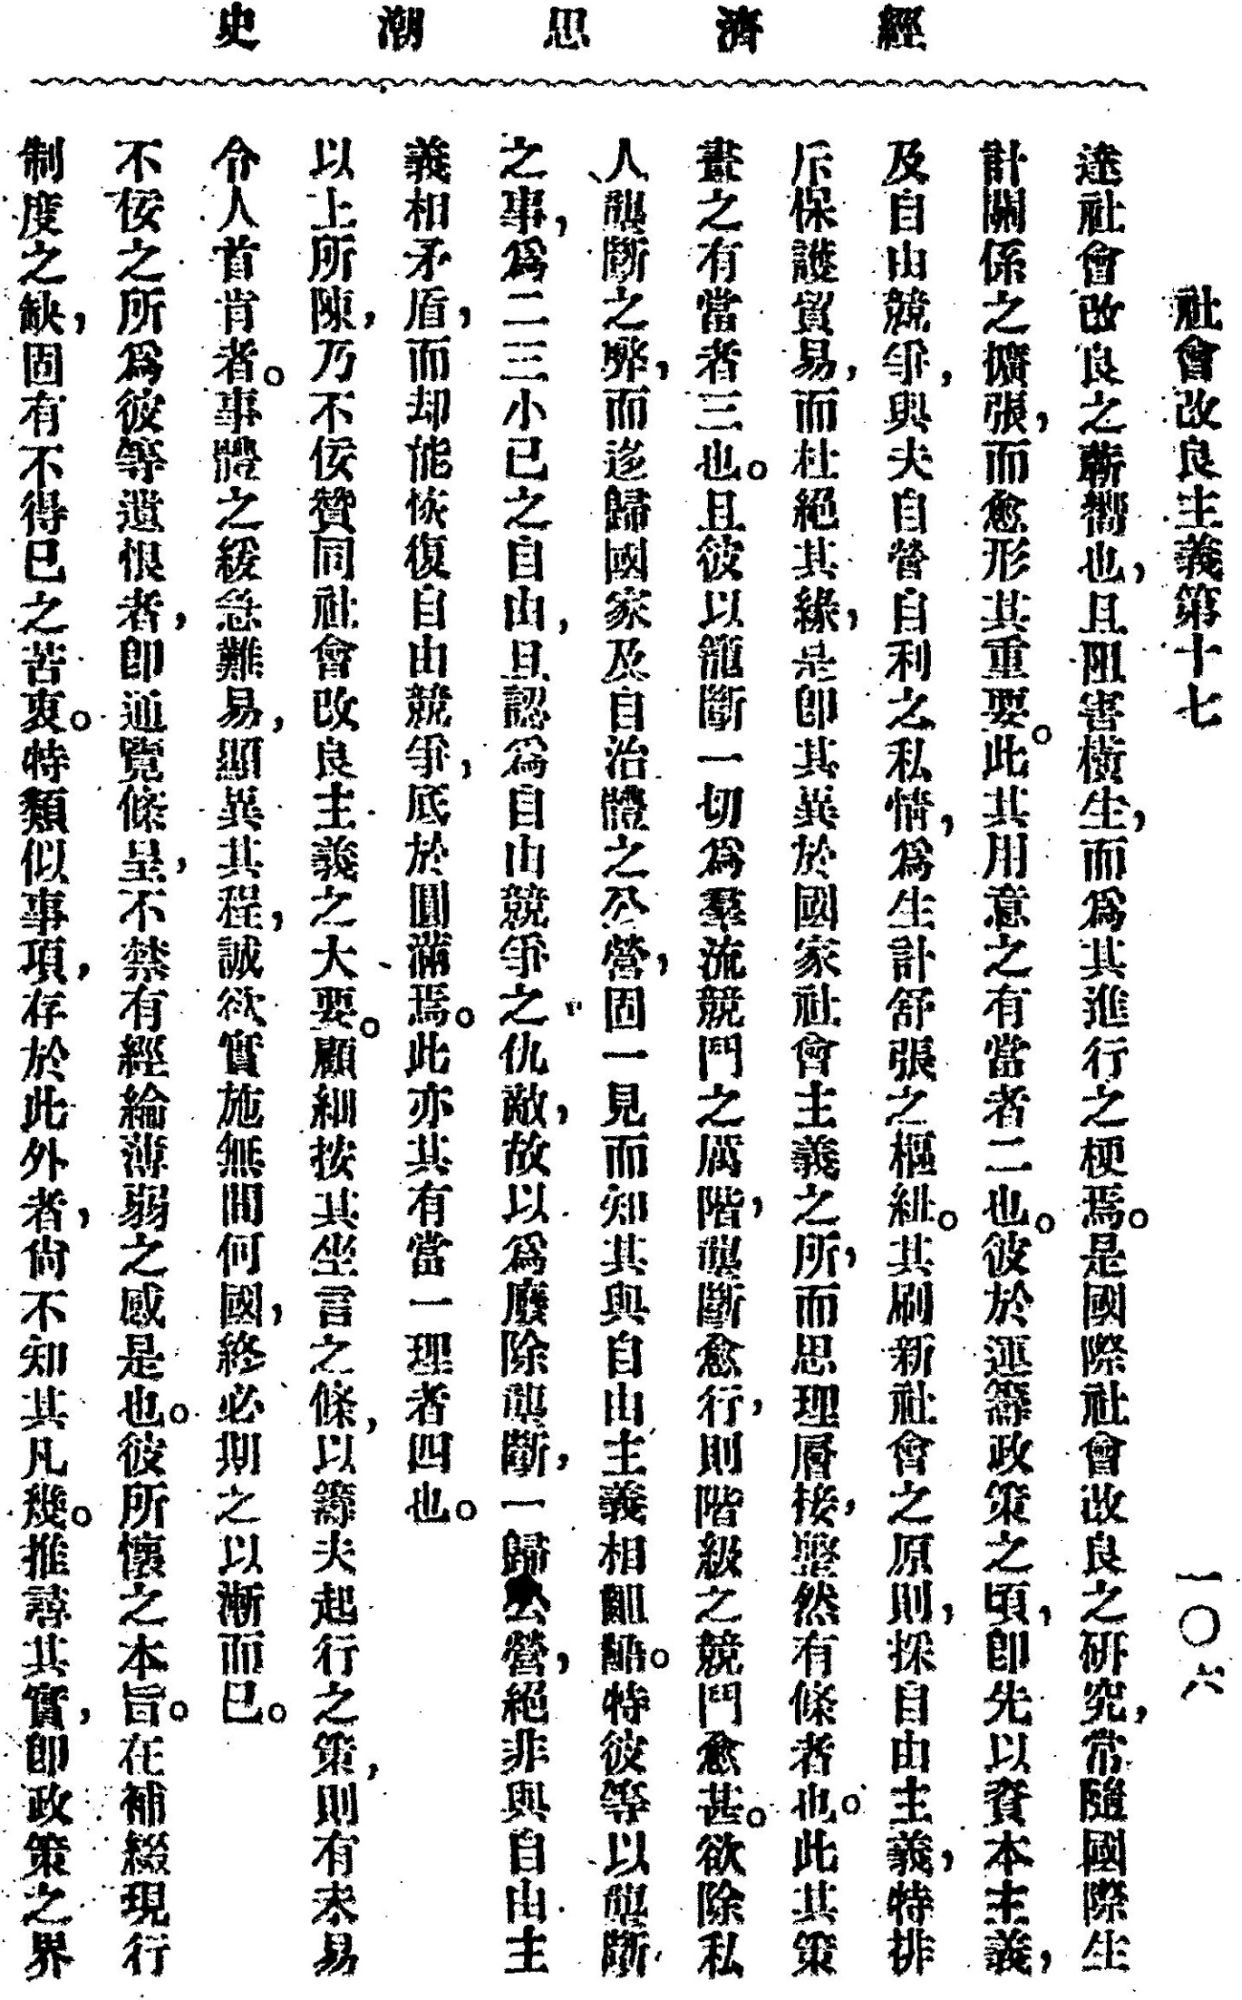 經濟思潮史
社會改良主義第十七 一〇六
達社會改良之蘄嚮也，且阻害橫生，而爲其進行之梗焉。是國際社會改良之研究，常隨國際生
計關係之擴張，而愈形其重要。此其用意之有當者二也。彼於運籌政策之頃，卽先以資本主義，
及自由競爭，與夫自營自利之私情，爲生計舒張之樞紐。其刷新社會之原則，採自由主義，特排
斥保護貿易，而杜絕其緣，是卽其異於國家社會主義之所，而思理層接，整然有條者也。此其策
畫之有當者三也。且彼以籠斷一切爲羣流競鬥之厲階，壟斷愈行，則階級之競鬥愈甚。欲除私
人壟斷之弊，而迻歸國家及自治體之公營，固一見而知其與自由主義相齟齬。特彼等以壟斷
之事，爲二三小已之自由，且認爲自由競爭之仇敵，故以爲廢除壟斷，一歸公營，絕非與自由主
義相矛盾，而却能恢復自由競爭，底於圓滿焉。此亦其有當一理者四也。
以上所陳，乃不佞贊同社會改良主義之大要。顧細按其坐言之條，以籌夫起行之策，則有未易
令人首肯者。事體之緩急難易，顯異其程，誠欲實施無間何國，終必期之以漸而已。
不佞之所爲彼等遺恨者，卽通覽條呈，不禁有經綸薄弱之感是也。彼所懷之本旨。在補綴現行
制度之缺，固有不得已之苦衷。特類似事項，存於此外者，尙不知其凡幾。推尋其實，卽政策之界